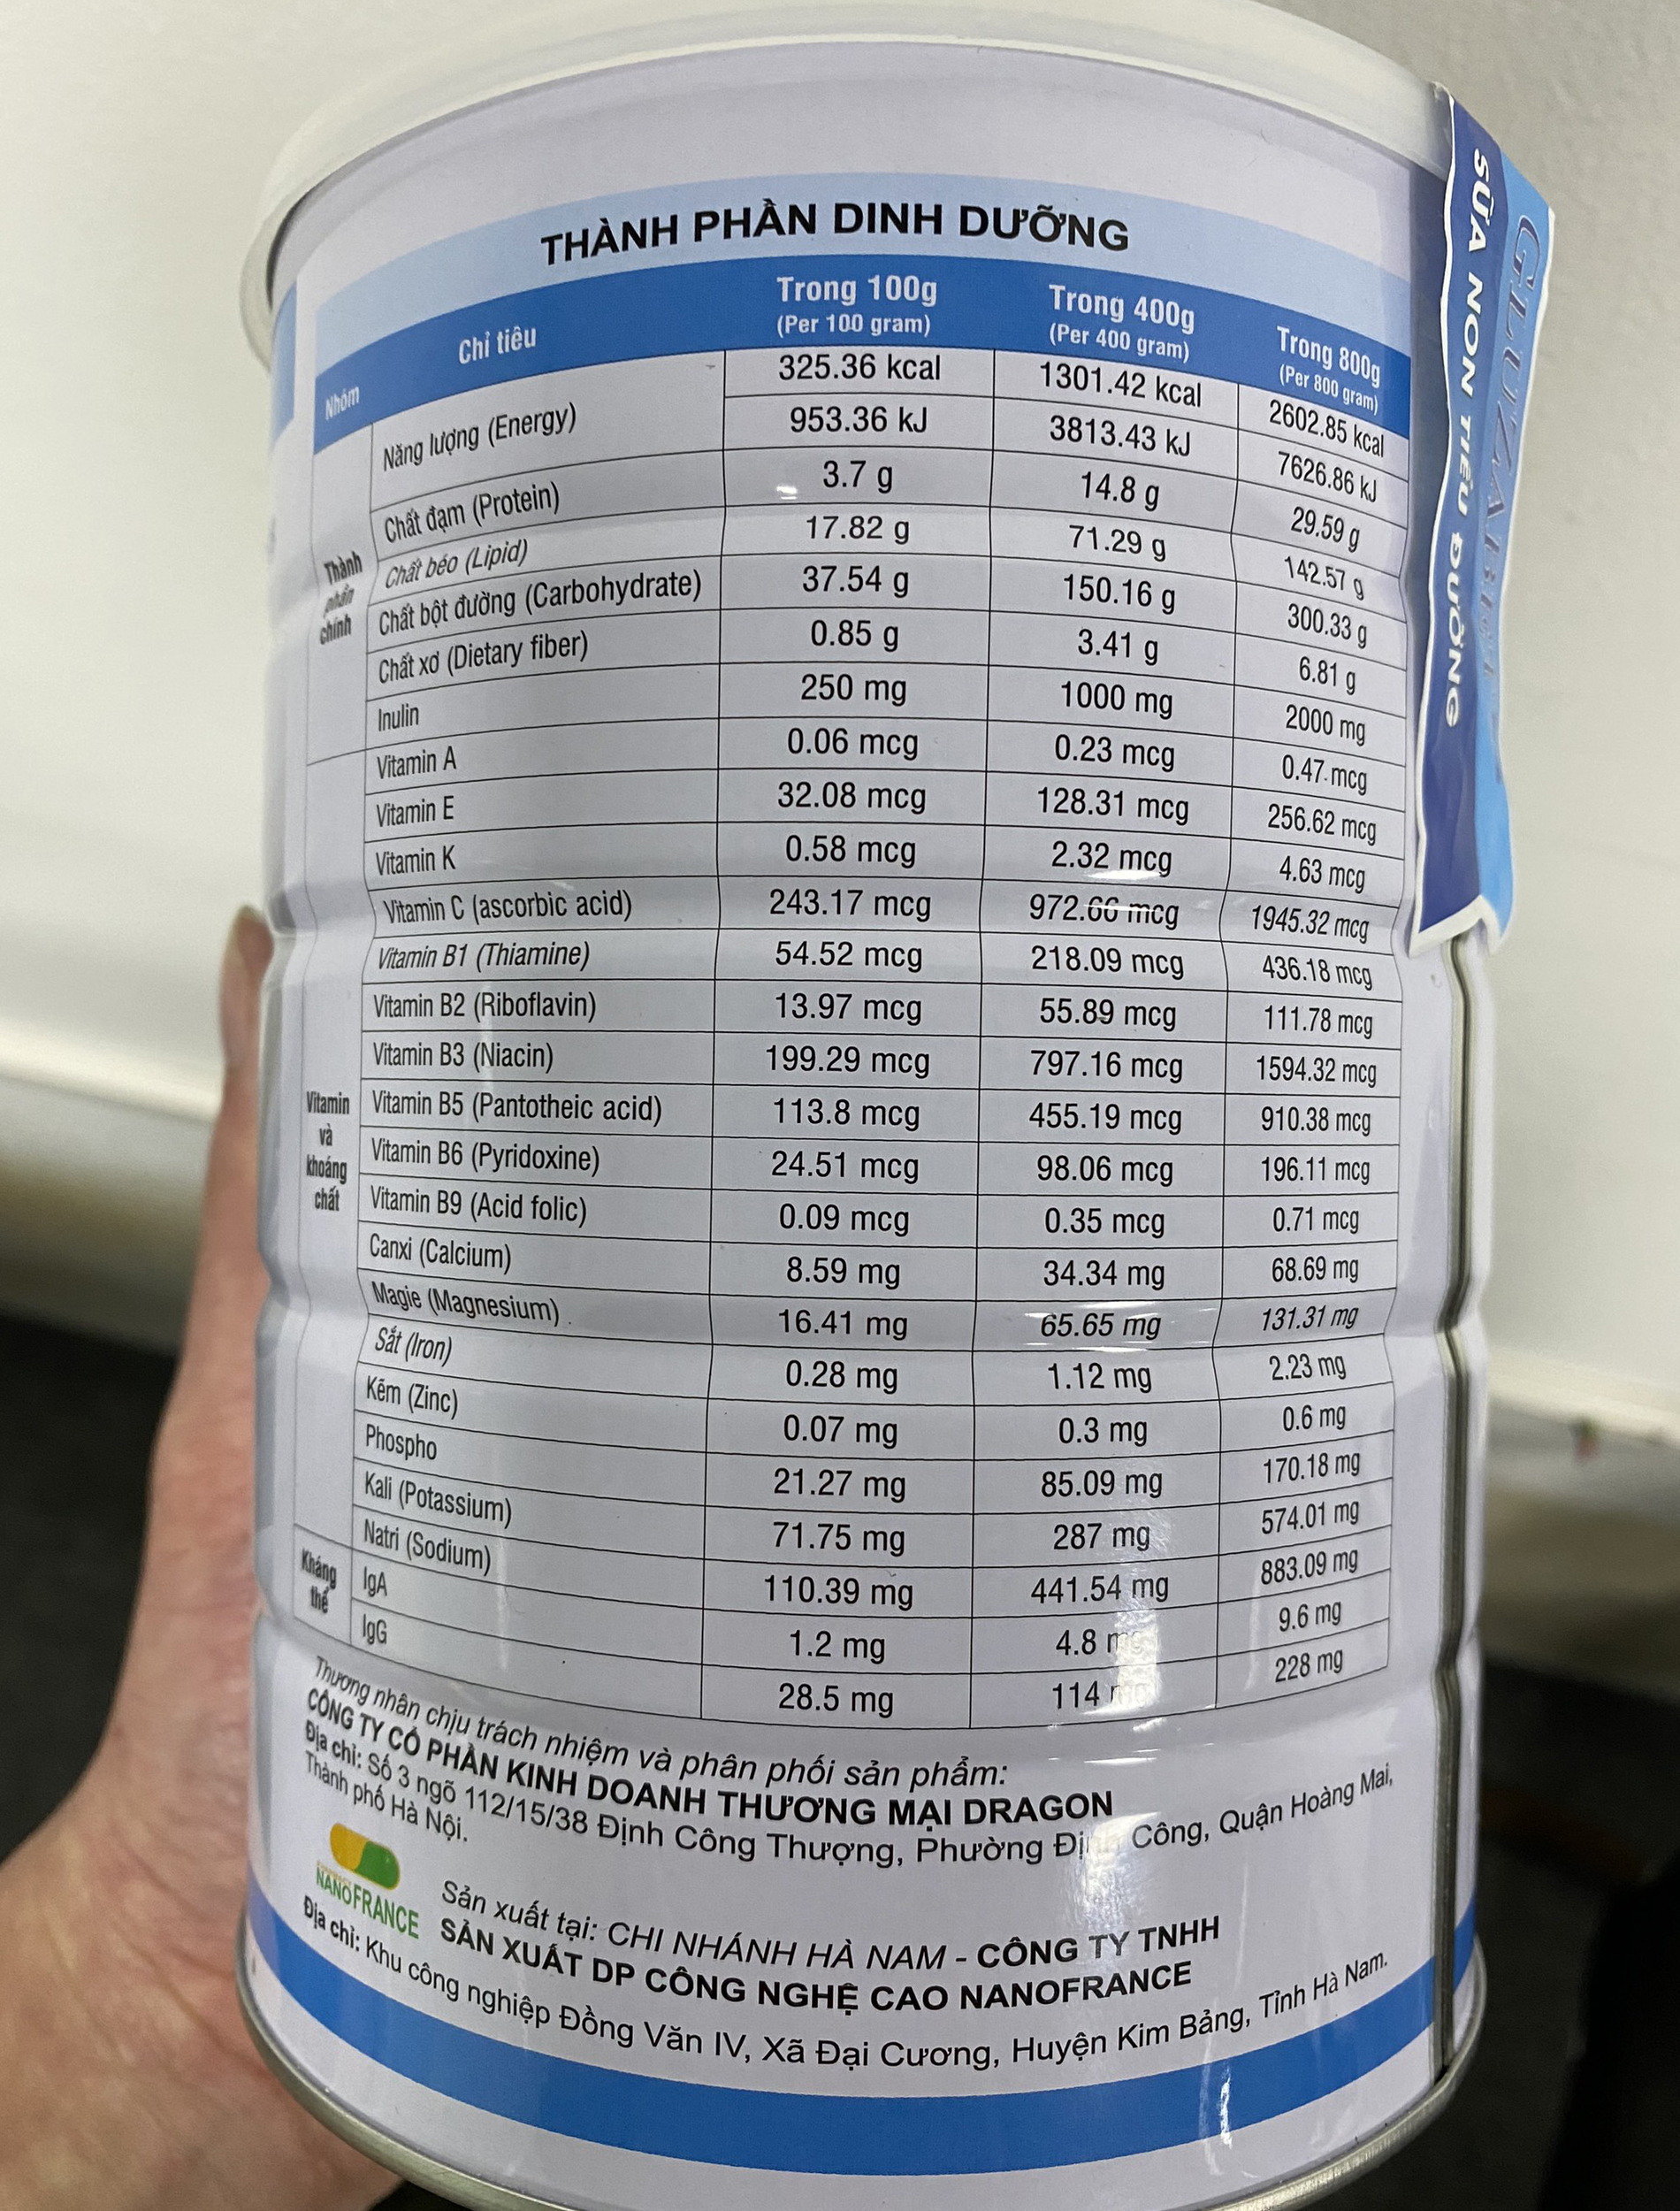 THÀNH PHẦN DINH DƯỠNG
Nhóm Chỉ tiêu Trong 100g (Per 100 gram) Trong 400g (Per 400 gram) Trong 800g (Per 800 gram)
Thành phần chính
Năng lượng (Energy) 325.36 kcal 1301.42 kcal 2602.85 kcal
953.36 kJ 3813.43 kJ 7626.86 kJ
Chất đạm (Protein) 3.7 g 14.8 g 29.59 g
Chất béo (Lipid) 17.82 g 71.29 g 142.57 g
Chất bột đường (Carbohydrate) 37.54 g 150.16 g 300.33 g
Chất xơ (Dietary fiber) 0.85 g 3.41 g 6.81 g
Inulin 250 mg 1000 mg 2000 mg
Vitamin và khoáng chất
Vitamin A 0.06 mcg 0.23 mcg 0.47 mcg
Vitamin E 32.08 mcg 128.31 mcg 256.62 mcg
Vitamin K 0.58 mcg 2.32 mcg 4.63 mcg
Vitamin C (ascorbic acid) 243.17 mcg 972.66 mcg 1945.32 mcg
Vitamin B1 (Thiamine) 54.52 mcg 218.09 mcg 436.18 mcg
Vitamin B2 (Riboflavin) 13.97 mcg 55.89 mcg 111.78 mcg
Vitamin B3 (Niacin) 199.29 mcg 797.16 mcg 1594.32 mcg
Vitamin B5 (Pantotheic acid) 113.8 mcg 455.19 mcg 910.38 mcg
Vitamin B6 (Pyridoxine) 24.51 mcg 98.06 mcg 196.11 mcg
Vitamin B9 (Acid folic) 0.09 mcg 0.35 mcg 0.71 mcg
Canxi (Calcium) 8.59 mg 34.34 mg 68.69 mg
Magie (Magnesium) 16.41 mg 65.65 mg 131.31 mg
Sắt (Iron) 0.28 mg 1.12 mg 2.23 mg
Kẽm (Zinc) 0.07 mg 0.3 mg 0.6 mg
Phospho 21.27 mg 85.09 mg 170.18 mg
Kali (Potassium) 71.75 mg 287 mg 574.01 mg
Natri (Sodium) 110.39 mg 441.54 mg 883.09 mg
Kháng thể
IgA 1.2 mg 4.8 mg 9.6 mg
IgG 28.5 mg 114 mg 228 mg
Thương nhân chịu trách nhiệm và phân phối sản phẩm:
CÔNG TY CỔ PHẦN KINH DOANH THƯƠNG MẠI DRAGON
Địa chỉ: Số 3 ngõ 112/15/38 Định Công Thượng, Phường Định Công, Quận Hoàng Mai,
Thành phố Hà Nội.
NANOFRANCE
Sản xuất tại: CHI NHÁNH HÀ NAM - CÔNG TY TNHH
SẢN XUẤT DP CÔNG NGHỆ CAO NANOFRANCE
Địa chỉ: Khu công nghiệp Đồng Văn IV, Xã Đại Cương, Huyện Kim Bảng, Tỉnh Hà Nam.
SỮA NON TIỂU ĐƯỜNG